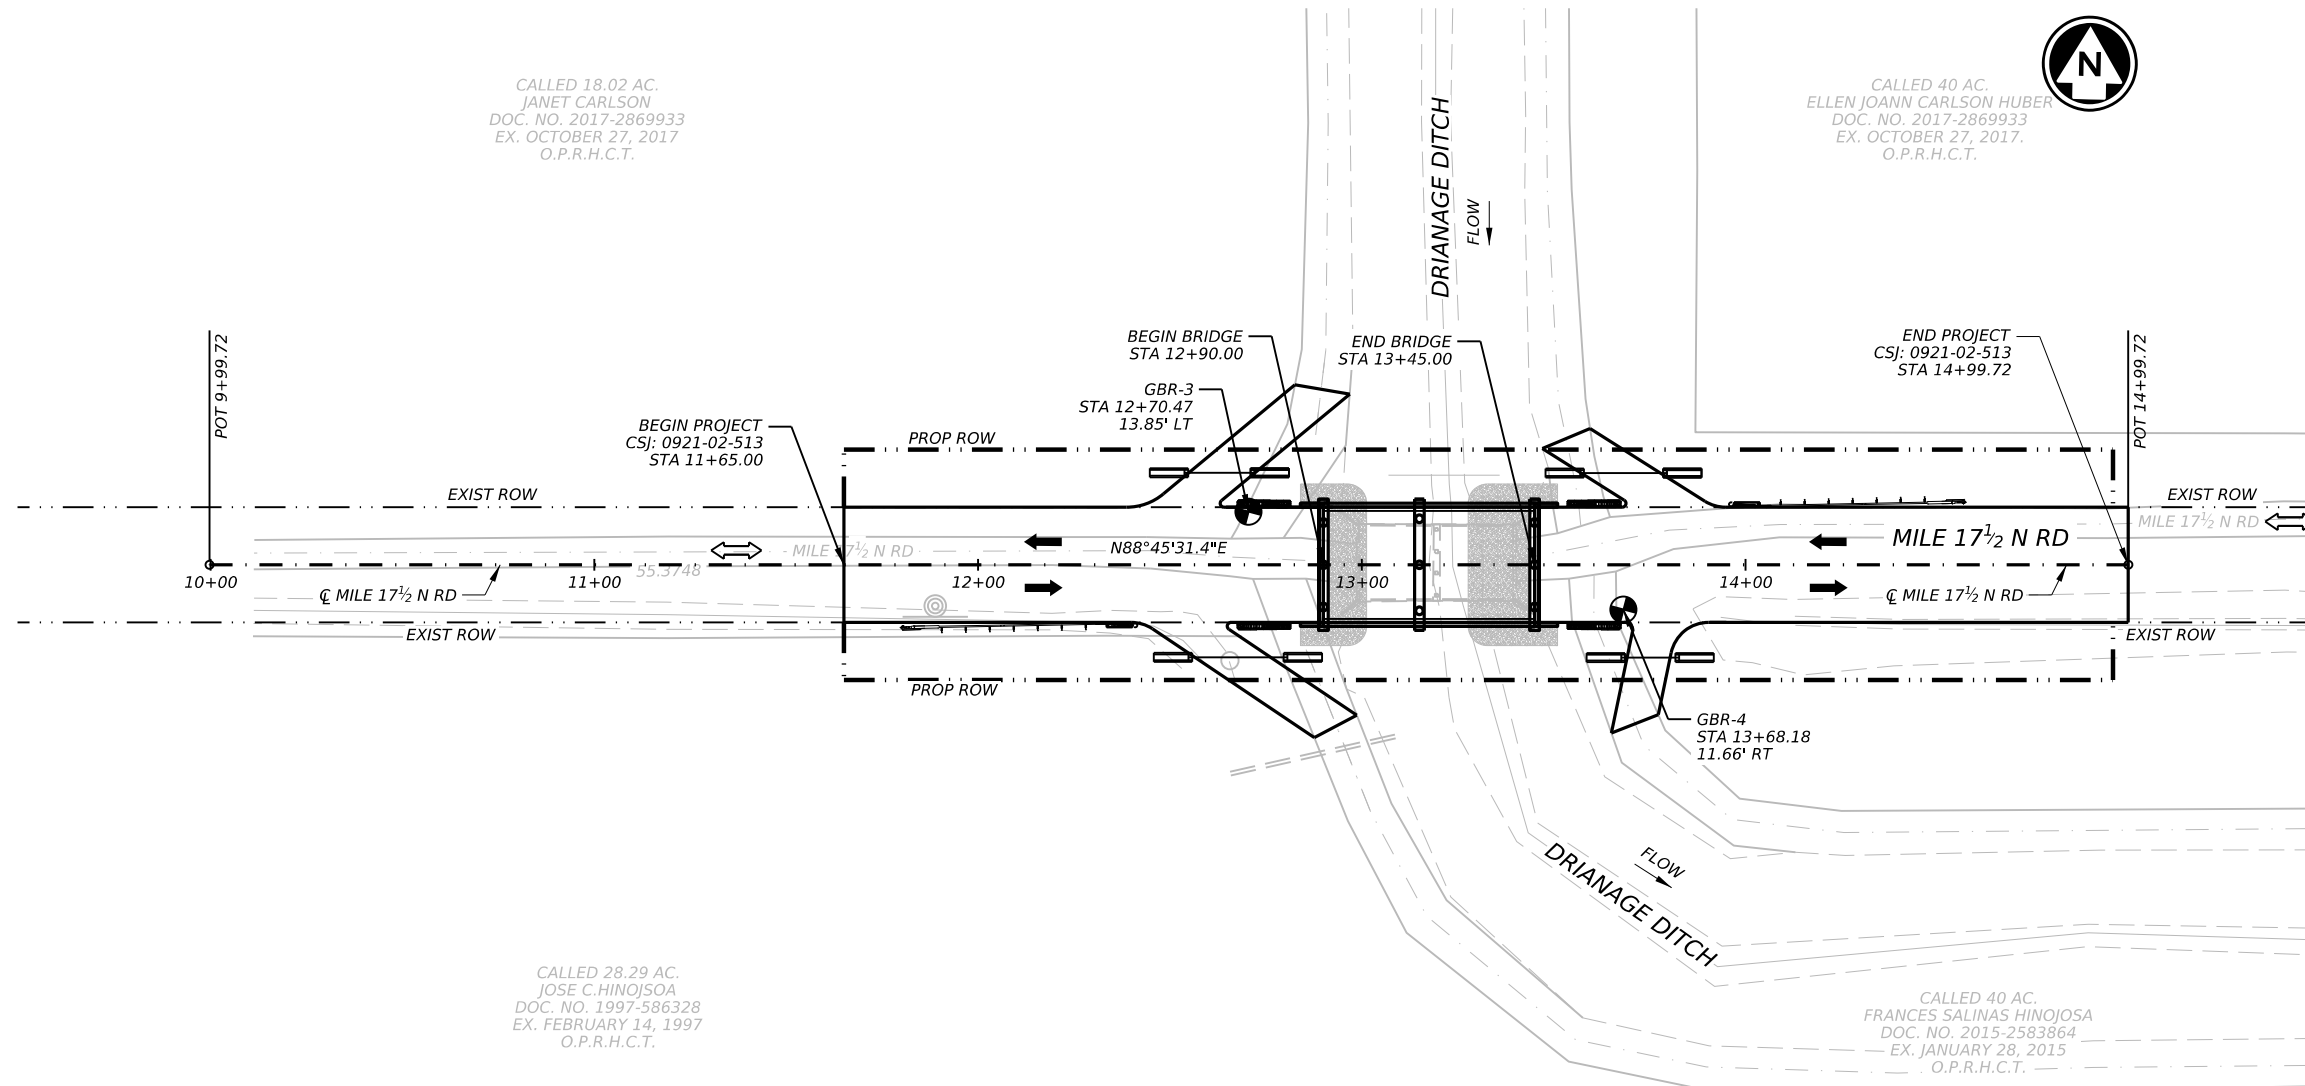 CALLED 18.02 AC.
JANET CARLSON
DOC. NO. 2017-2869933
EX. OCTOBER 27, 2017
O.P.R.H.C.T.
CALLED 40 AC.
ELLEN JOANN CARLSON HUBER
DOC. NO. 2017-2869933
EX. OCTOBER 27, 2017.
O.P.R.H.C.T.
N
DRIANAGE DITCH
FLOW
POT 9+99.72
BEGIN BRIDGE
STA 12+90.00
END BRIDGE
STA 13+45.00
END PROJECT
CSJ: 0921-02-513
STA 14+99.72
POT 14+99.72
GBR-3
STA 12+70.47
13.85' LT
BEGIN PROJECT
CSJ: 0921-02-513
STA 11+65.00
PROP ROW
EXIST ROW
EXIST ROW
MILE 17½ N RD
MILE 17½ N RD
N88°45'31.4"E
MILE 17½ N RD
55.3748
10+00
11+00
12+00
13+00
14+00
℄ MILE 17½ N RD
℄ MILE 17½ N RD
EXIST ROW
EXIST ROW
PROP ROW
GBR-4
STA 13+68.18
11.66' RT
FLOW
DRIANAGE DITCH
CALLED 28.29 AC.
JOSE C.HINOJSOA
DOC. NO. 1997-586328
EX. FEBRUARY 14, 1997
O.P.R.H.C.T.
CALLED 40 AC.
FRANCES SALINAS HINOJOSA
DOC. NO. 2015-2583864
EX. JANUARY 28, 2015
O.P.R.H.C.T.